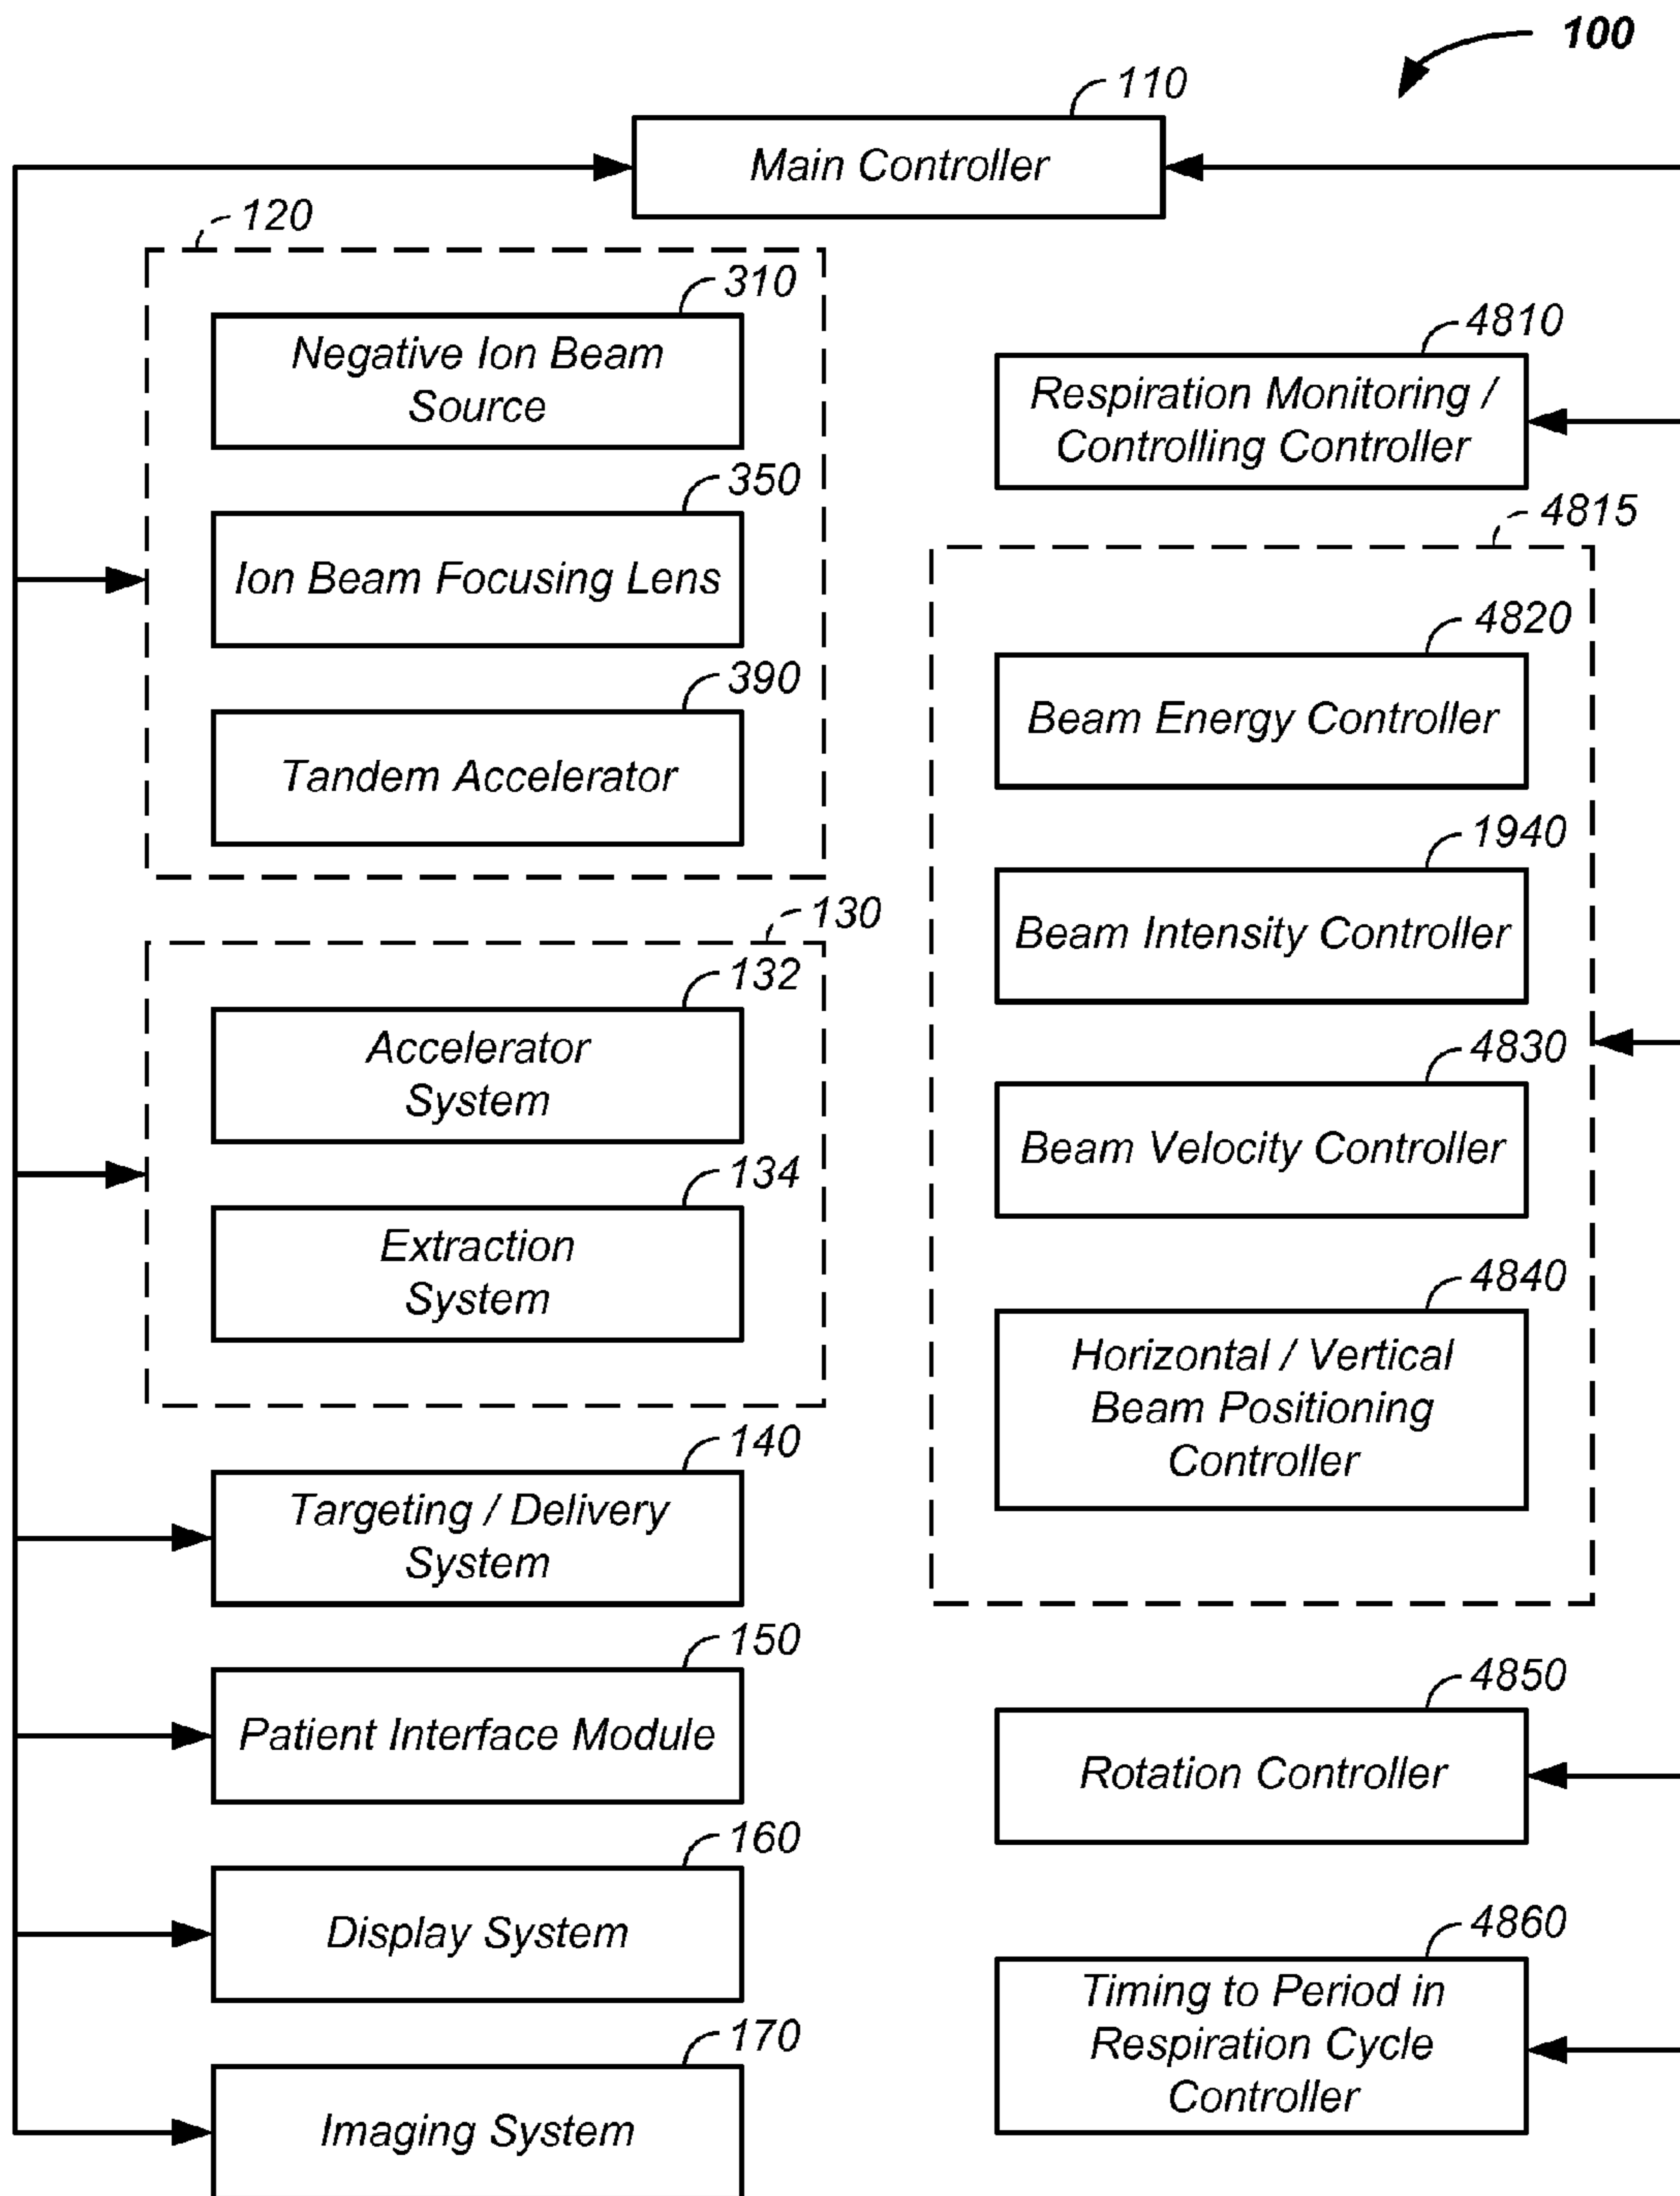 100
110
Main Controller
120
310
Negative Ion Beam
Source
350
Ion Beam Focusing Lens
390
Tandem Accelerator
130
132
Accelerator
System
134
Extraction
System
140
Targeting / Delivery
System
150
Patient Interface Module
160
Display System
170
Imaging System
4810
Respiration Monitoring /
Controlling Controller
4815
4820
Beam Energy Controller
1940
Beam Intensity Controller
4830
Beam Velocity Controller
4840
Horizontal / Vertical
Beam Positioning
Controller
4850
Rotation Controller
4860
Timing to Period in
Respiration Cycle
Controller